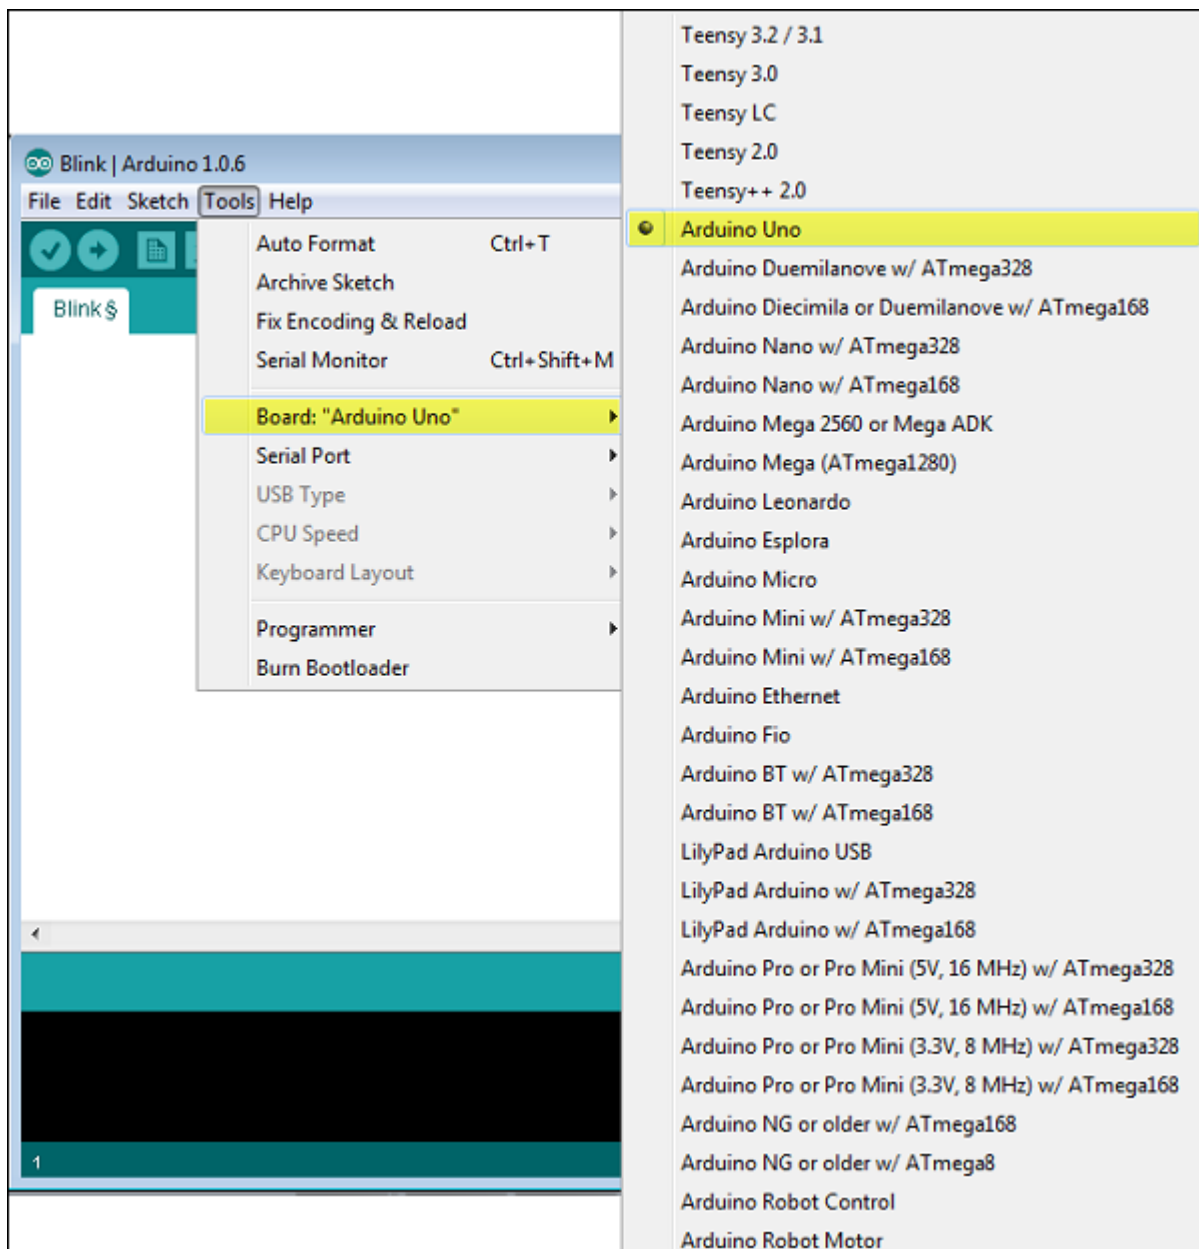 Blink | Arduino 1.0.6
File Edit Sketch Tools Help
Blink§
Auto Format Ctrl+T
Archive Sketch
Fix Encoding & Reload
Serial Monitor Ctrl+Shift+M
Board: "Arduino Uno"
Serial Port
USB Type
CPU Speed
Keyboard Layout
Programmer
Burn Bootloader
1
Teensy 3.2 / 3.1
Teensy 3.0
Teensy LC
Teensy 2.0
Teensy++ 2.0
Arduino Uno
Arduino Duemilanove w/ ATmega328
Arduino Diecimila or Duemilanove w/ ATmega168
Arduino Nano w/ ATmega328
Arduino Nano w/ ATmega168
Arduino Mega 2560 or Mega ADK
Arduino Mega (ATmega1280)
Arduino Leonardo
Arduino Esplora
Arduino Micro
Arduino Mini w/ ATmega328
Arduino Mini w/ ATmega168
Arduino Ethernet
Arduino Fio
Arduino BT w/ ATmega328
Arduino BT w/ ATmega168
LilyPad Arduino USB
LilyPad Arduino w/ ATmega328
LilyPad Arduino w/ ATmega168
Arduino Pro or Pro Mini (5V, 16 MHz) w/ ATmega328
Arduino Pro or Pro Mini (5V, 16 MHz) w/ ATmega168
Arduino Pro or Pro Mini (3.3V, 8 MHz) w/ ATmega328
Arduino Pro or Pro Mini (3.3V, 8 MHz) w/ ATmega168
Arduino NG or older w/ ATmega168
Arduino NG or older w/ ATmega8
Arduino Robot Control
Arduino Robot Motor